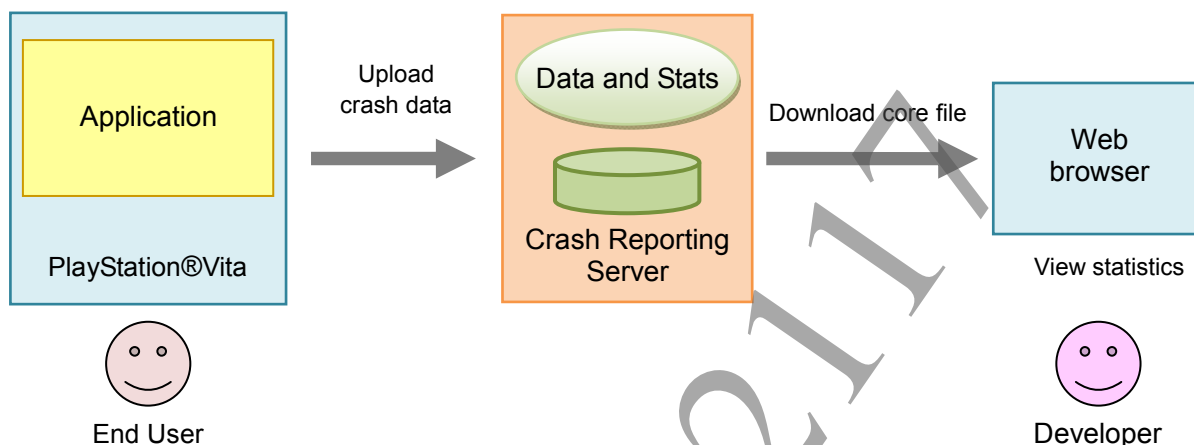 Application
PlayStation®Vita
End User
Upload
crash data
Data and Stats
Crash Reporting
Server
Download core file
Web
browser
View statistics
Developer
2117